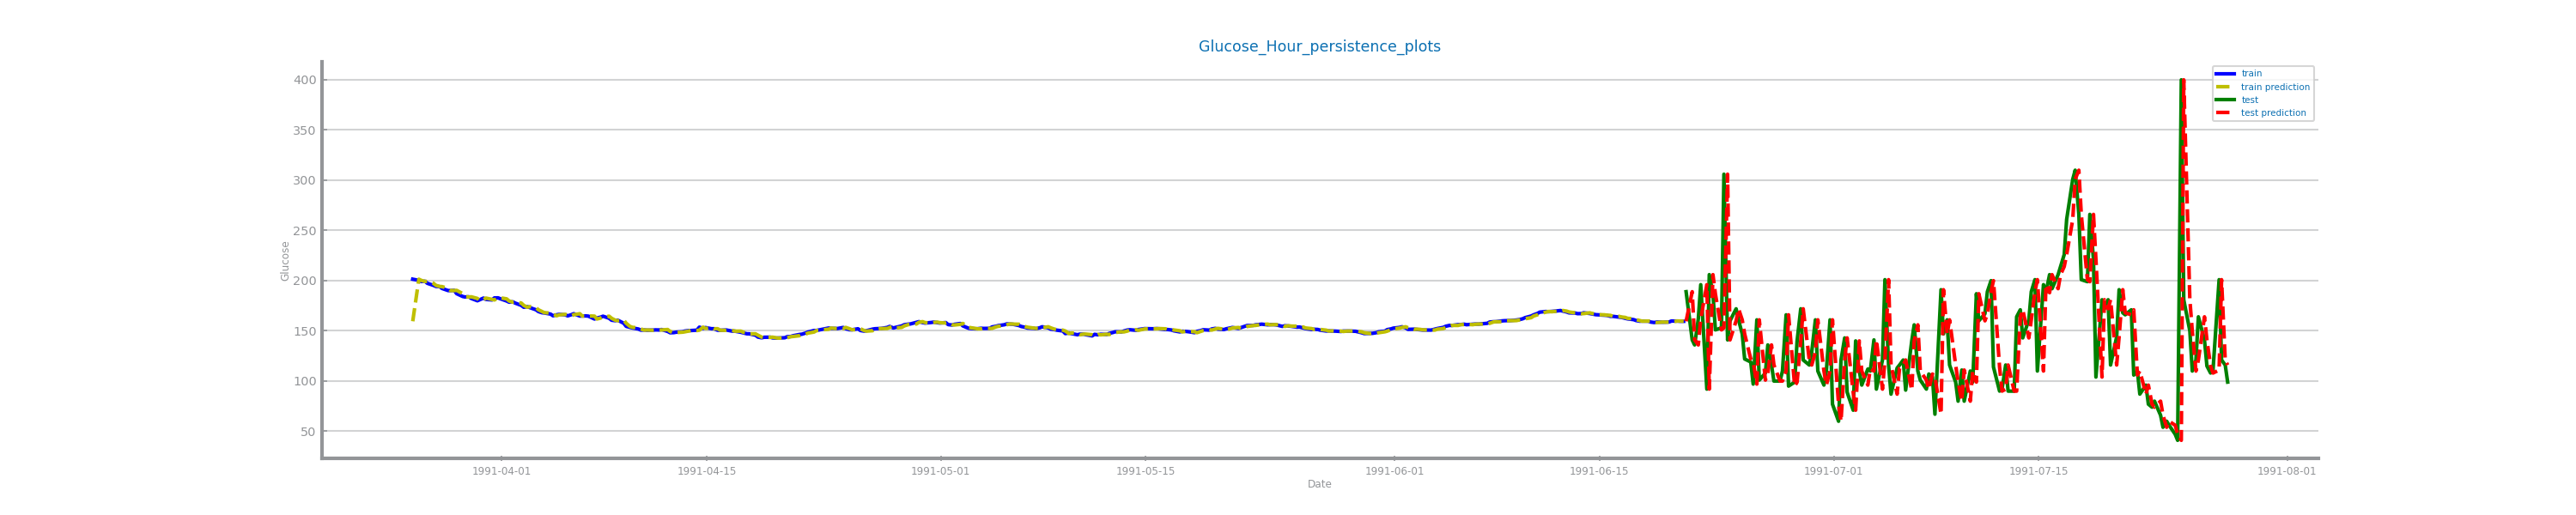 Glucose_Hour_persistence_plots
400
350
300
250
200
150
100
50
Glucose
train
train prediction
test
test prediction
1991-04-01 1991-04-15 1991-05-01 1991-05-15 1991-06-01 1991-06-15 1991-07-01 1991-07-15 1991-08-01
Date